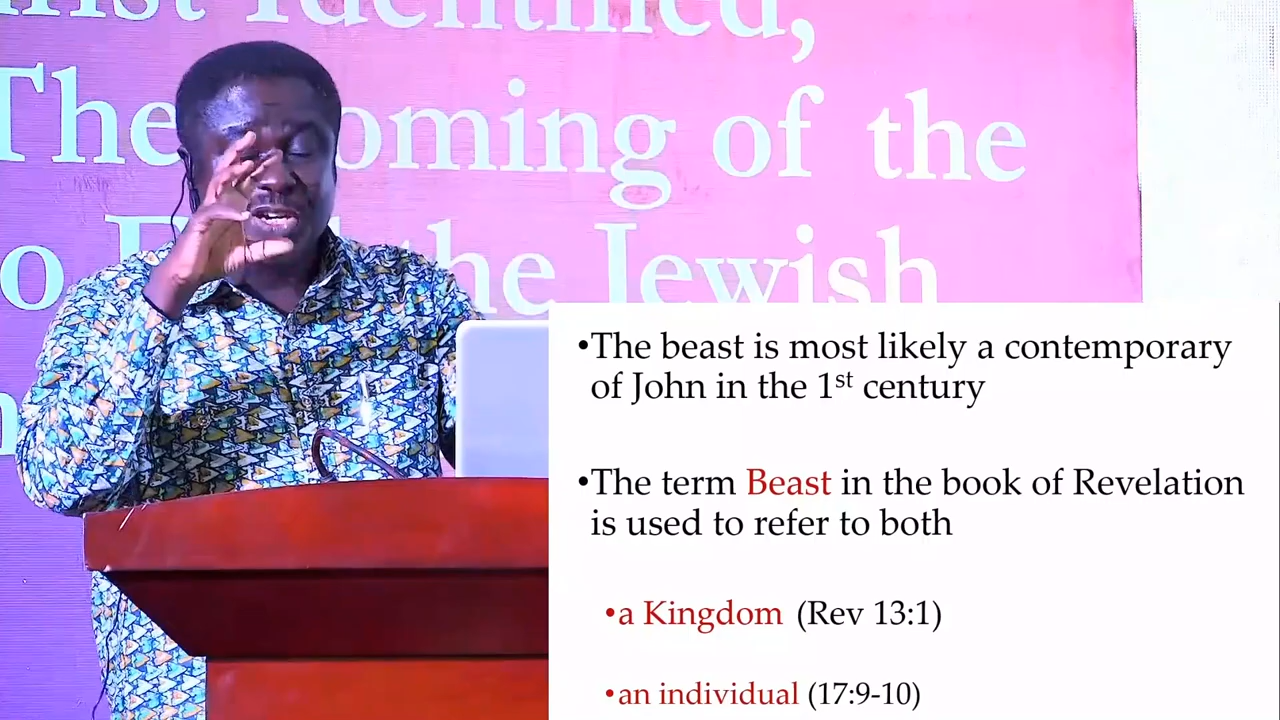 Identified,
The oming of the
o the Jewish
•The beast is most likely a contemporary
of John in the 1st century
•The term Beast in the book of Revelation
is used to refer to both
•a Kingdom (Rev 13:1)
•an individual (17:9-10)